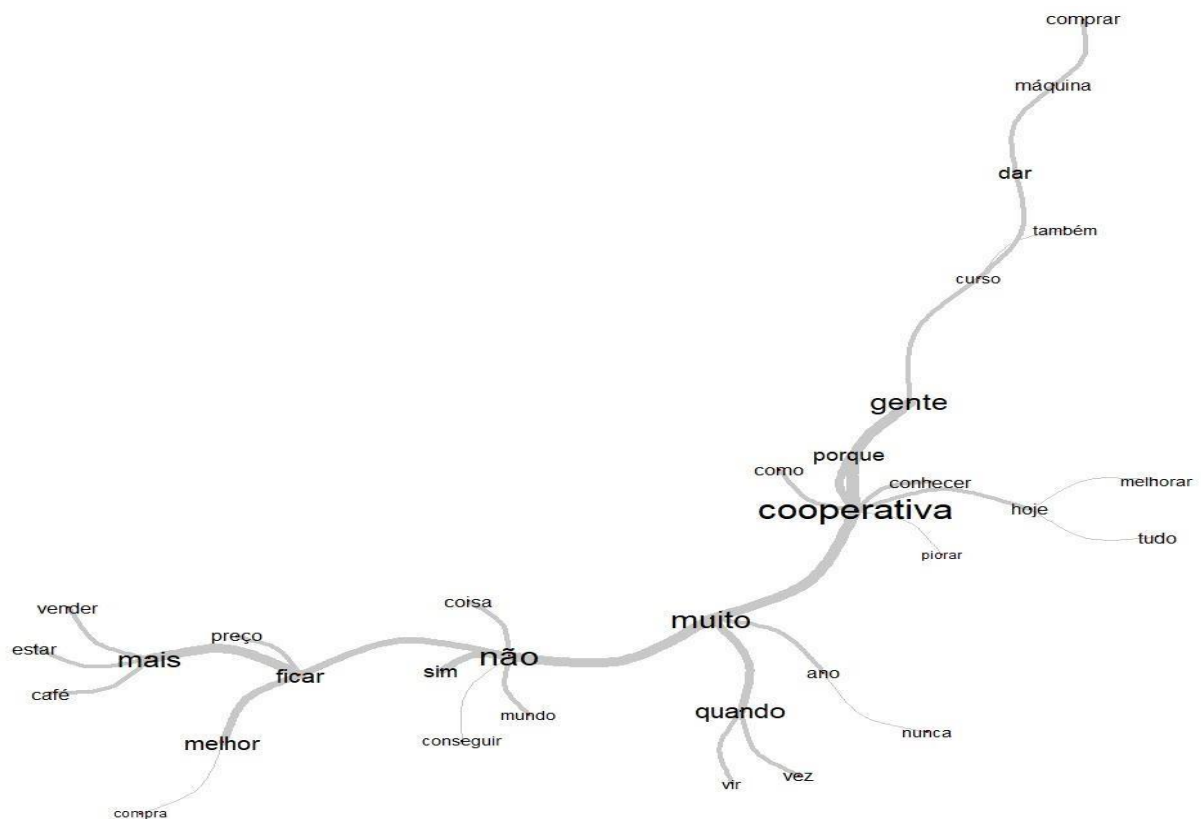 comprar
máquina
dar
também
curso
gente
porque
como
conhecer
melhorar
cooperativa
hoje
tudo
piorar
coisa
vender
muito
preço
estar
mais
não
sim
ficar
ano
café
quando
mundo
nunca
conseguir
melhor
vez
vir
compra